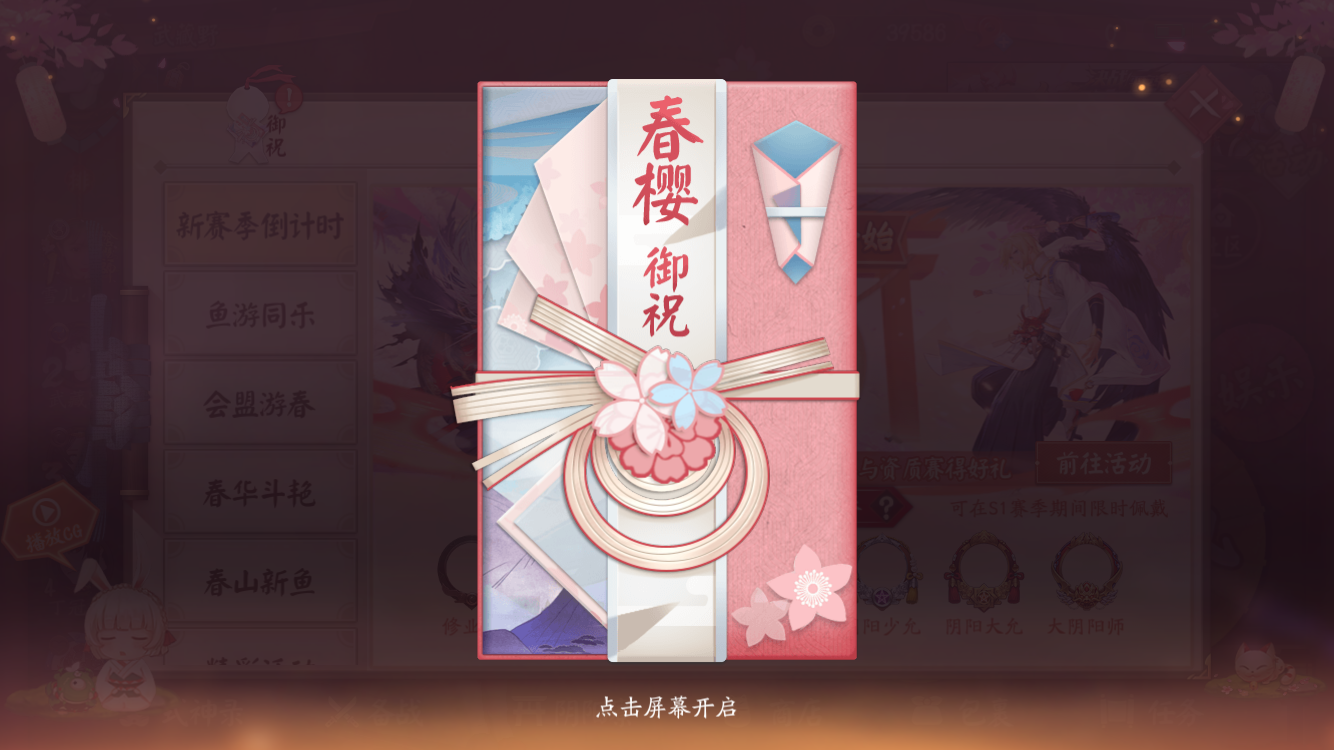 春樱
御祝
御祝
新赛季倒计时
鱼游同乐
会盟游春
春华斗艳
春山新鱼
始
与资质赛得好礼
前往活动
?
可在S1赛季期间限时佩戴
修业
阴阳少允
阴阳大允
大阴阳师
点击屏幕开启